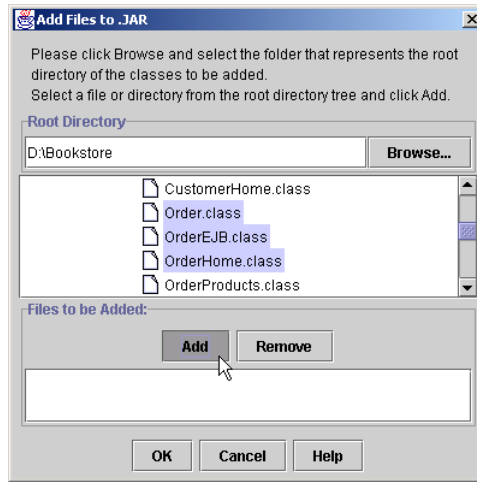 Add Files to .JAR
Please click Browse and select the folder that represents the root
directory of the classes to be added.
Select a file or directory from the root directory tree and click Add.
Root Directory
D:\Bookstore Browse...
CustomerHome.class
Order.class
OrderEJB.class
OrderHome.class
OrderProducts.class
Files to be Added:
Add Remove
OK Cancel Help